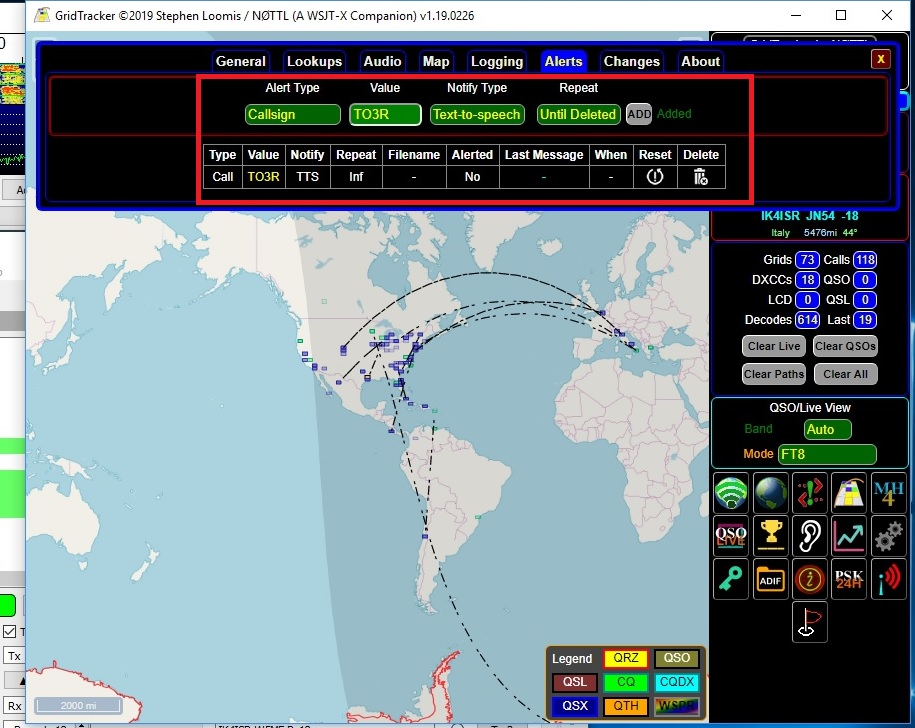 GridTracker ©2019 Stephen Loomis / NØTTL (A WSJT-X Companion) v1.19.0226
General Lookups Audio Map Logging Alerts Changes About X
Alert Type Value Notify Type Repeat
Callsign TO3R Text-to-speech Until Deleted ADD Added
Type Value Notify Repeat Filename Alerted Last Message When Reset Delete
Call TO3R TTS Inf - No - -
IK4ISR JN54 -18
Italy 5476mi 44°
Grids 73 Calls 118
DXCCs 18 QSO 0
LCD 0 QSL 0
Decodes 614 Last 19
Clear Live Clear QSOs
Clear Paths Clear All
QSO/Live View
Band Auto
Mode FT8
MH
4
QSO
LIVE
ADIF
PSK
24H
Legend QRZ QSO
QSL CQ CQDX
QSX QTH WSPR
2000 mi
Tx
Rx